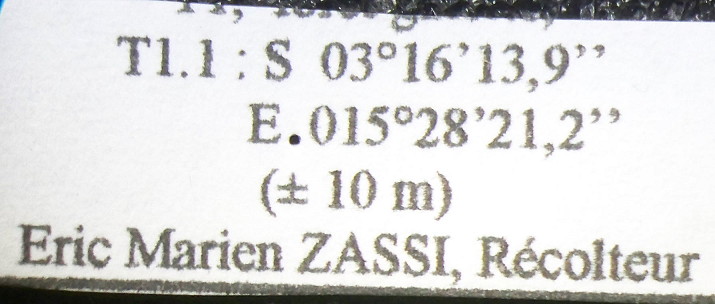 T1.1 : S 03°16’13,9’’
E.015°28’21,2’’
(± 10 m)
Eric Marien ZASSI, Récolteur